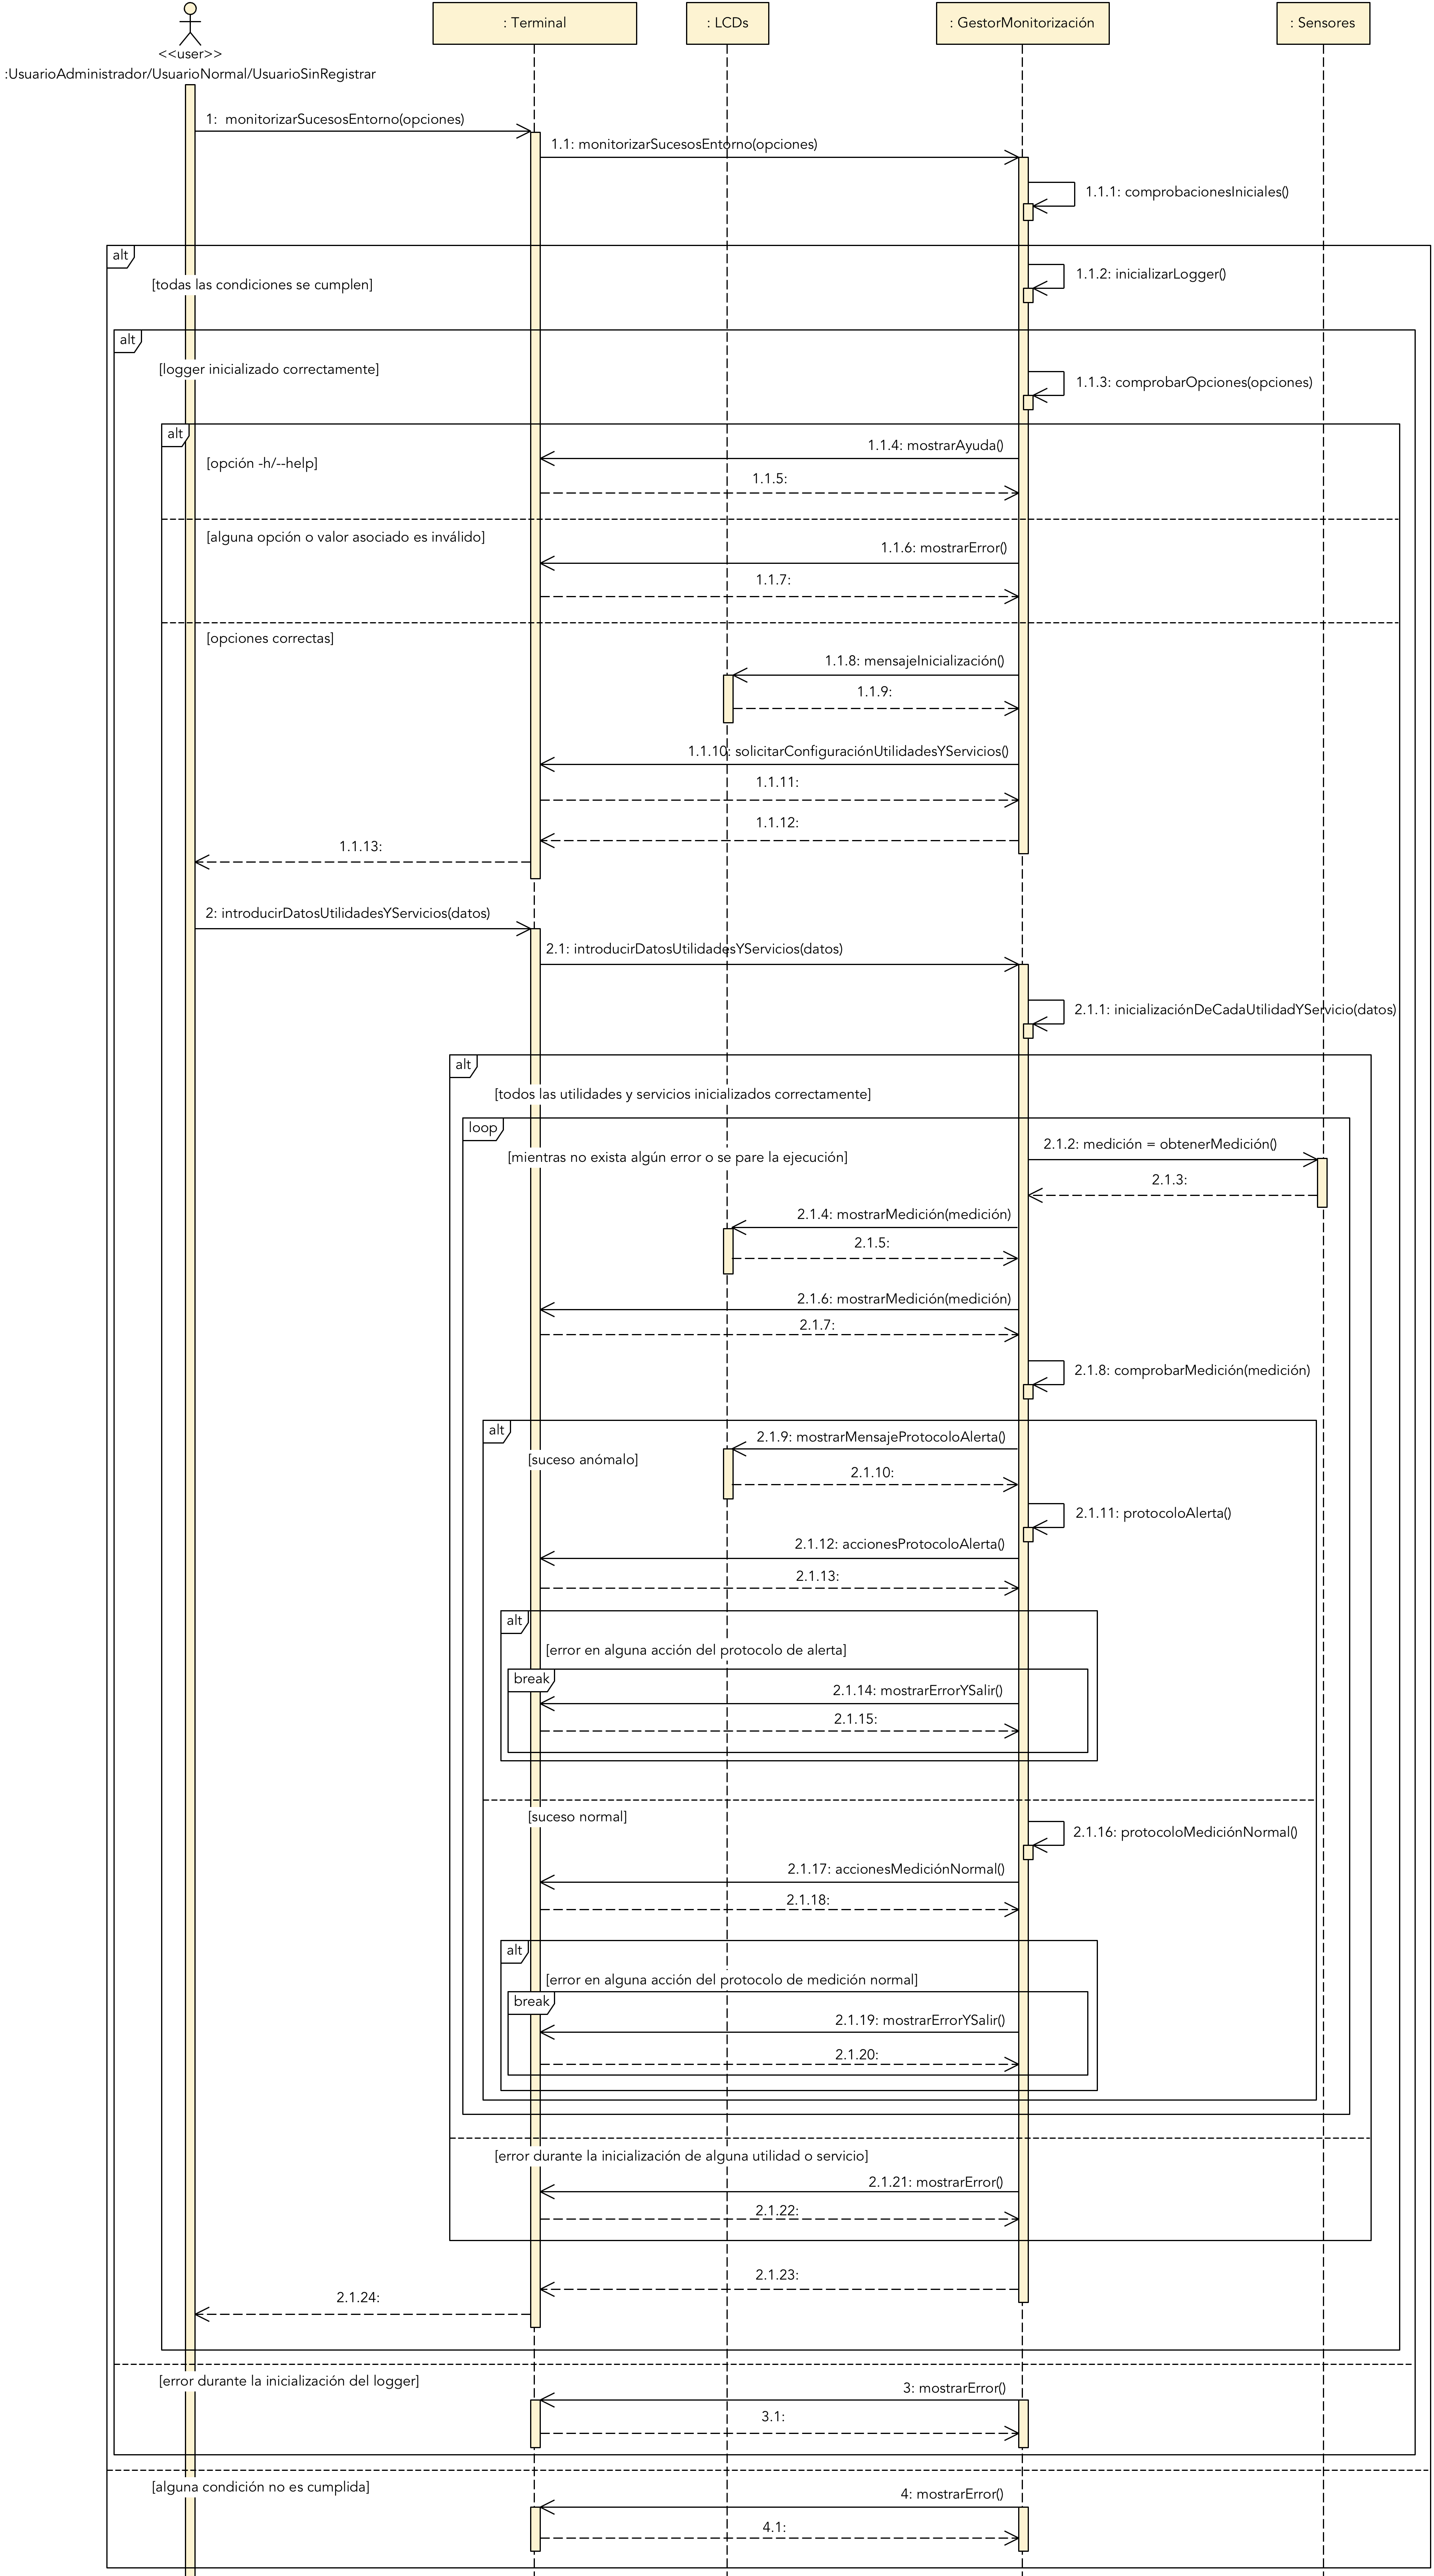 : Terminal
: LCDs
: GestorMonitorización
: Sensores
<<user>>
:UsuarioAdministrador/UsuarioNormal/UsuarioSinRegistrar
1:  monitorizarSucesosEntorno(opciones)
1.1: monitorizarSucesosEntorno(opciones)
1.1.1: comprobacionesIniciales()
alt
[todas las condiciones se cumplen]
1.1.2: inicializarLogger()
alt
[logger inicializado correctamente]
1.1.3: comprobarOpciones(opciones)
alt
1.1.4: mostrarAyuda()
[opción -h/--help]
1.1.5:
[alguna opción o valor asociado es inválido]
1.1.6: mostrarError()
1.1.7:
[opciones correctas]
1.1.8: mensajeInicialización()
1.1.9:
1.1.10: solicitarConfiguraciónUtilidadesYServicios()
1.1.11:
1.1.12:
1.1.13:
2: introducirDatosUtilidadesYServicios(datos)
2.1: introducirDatosUtilidadesYServicios(datos)
2.1.1: inicializaciónDeCadaUtilidadYServicio(datos)
alt
[todos las utilidades y servicios inicializados correctamente]
loop
2.1.2: medición = obtenerMedición()
[mientras no exista algún error o se pare la ejecución]
2.1.3:
2.1.4: mostrarMedición(medición)
2.1.5:
2.1.6: mostrarMedición(medición)
2.1.7:
2.1.8: comprobarMedición(medición)
alt
2.1.9: mostrarMensajeProtocoloAlerta()
[suceso anómalo]
2.1.10:
2.1.11: protocoloAlerta()
2.1.12: accionesProtocoloAlerta()
2.1.13:
alt
[error en alguna acción del protocolo de alerta]
break
2.1.14: mostrarErrorYSalir()
2.1.15:
[suceso normal]
2.1.16: protocoloMediciónNormal()
2.1.17: accionesMediciónNormal()
2.1.18:
alt
[error en alguna acción del protocolo de medición normal]
break
2.1.19: mostrarErrorYSalir()
2.1.20:
[error durante la inicialización de alguna utilidad o servicio]
2.1.21: mostrarError()
2.1.22:
2.1.23:
2.1.24:
[error durante la inicialización del logger]
3: mostrarError()
3.1:
[alguna condición no es cumplida]
4: mostrarError()
4.1: